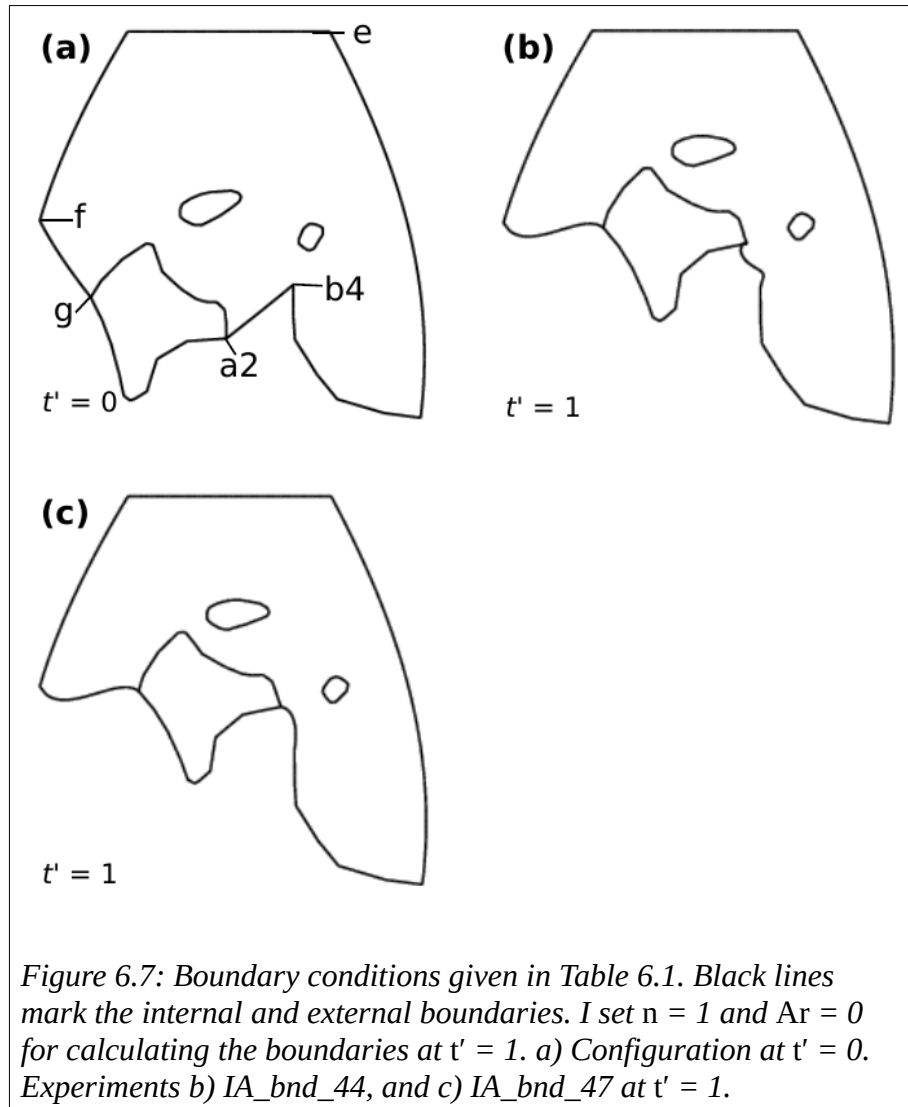 (a)
e
(b)
f
g
b4
a2
t' = 0
t' = 1
(c)
t' = 1
Figure 6.7: Boundary conditions given in Table 6.1. Black lines
mark the internal and external boundaries. I set n = 1 and Ar = 0
for calculating the boundaries at t′ = 1. a) Configuration at t′ = 0.
Experiments b) IA_bnd_44, and c) IA_bnd_47 at t′ = 1.